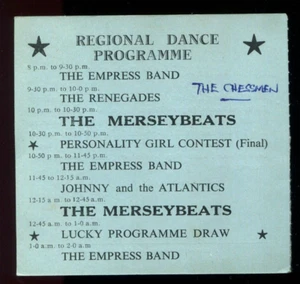 REGIONAL DANCE
PROGRAMME
8 p.m. to 9-30 p.m.
THE EMPRESS BAND
9-30 p.m. to 10-0 p.m.
THE RENEGADES
THE CHESSMEN
10 p.m. to 10-30 p.m.
THE MERSEYBEATS
10-30 p.m. to 10-50 p.m.
PERSONALITY GIRL CONTEST (Final)
10-50 p.m. to 11-45 p.m.
THE EMPRESS BAND
11-45 to 12-15 a.m.
JOHNNY and the ATLANTICS
12-15 a.m. to 12-45 a.m.
THE MERSEYBEATS
12-45 a.m. to 1-0 a.m.
LUCKY PROGRAMME DRAW
1-0 a.m. to 2-0 a.m.
THE EMPRESS BAND